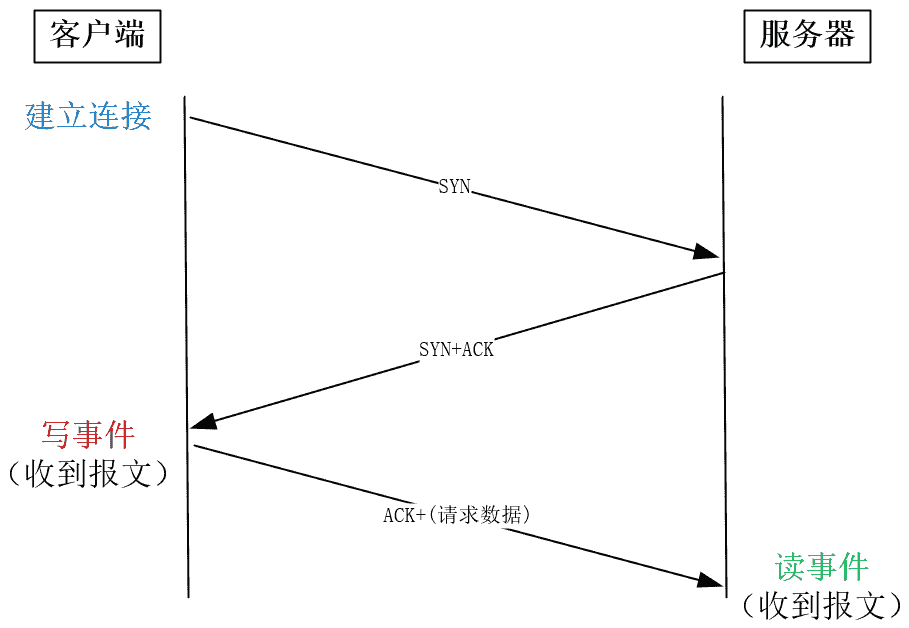 客户端
服务器
建立连接
SYN
SYN+ACK
写事件
(收到报文)
ACK+(请求数据)
读事件
(收到报文)